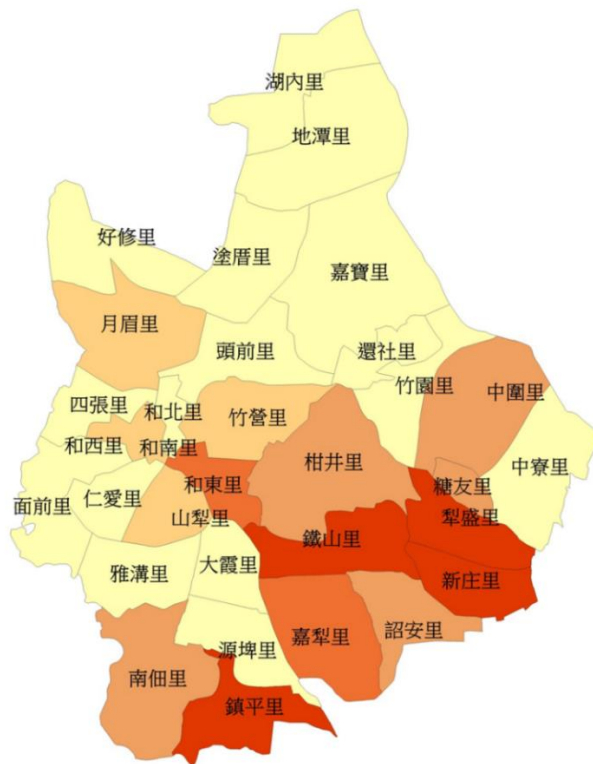 湖內里
地潭里
好修里
塗厝里
嘉寶里
月眉里
頭前里
還社里
竹園里
中圍里
四張里
和北里
竹營里
和西里
和南里
柑井里
中寮里
和東里
糖友里
面前里
仁愛里
山犁里
犁盛里
鐵山里
大霞里
雅溝里
新庄里
嘉犁里
詔安里
源埤里
南佃里
鎮平里